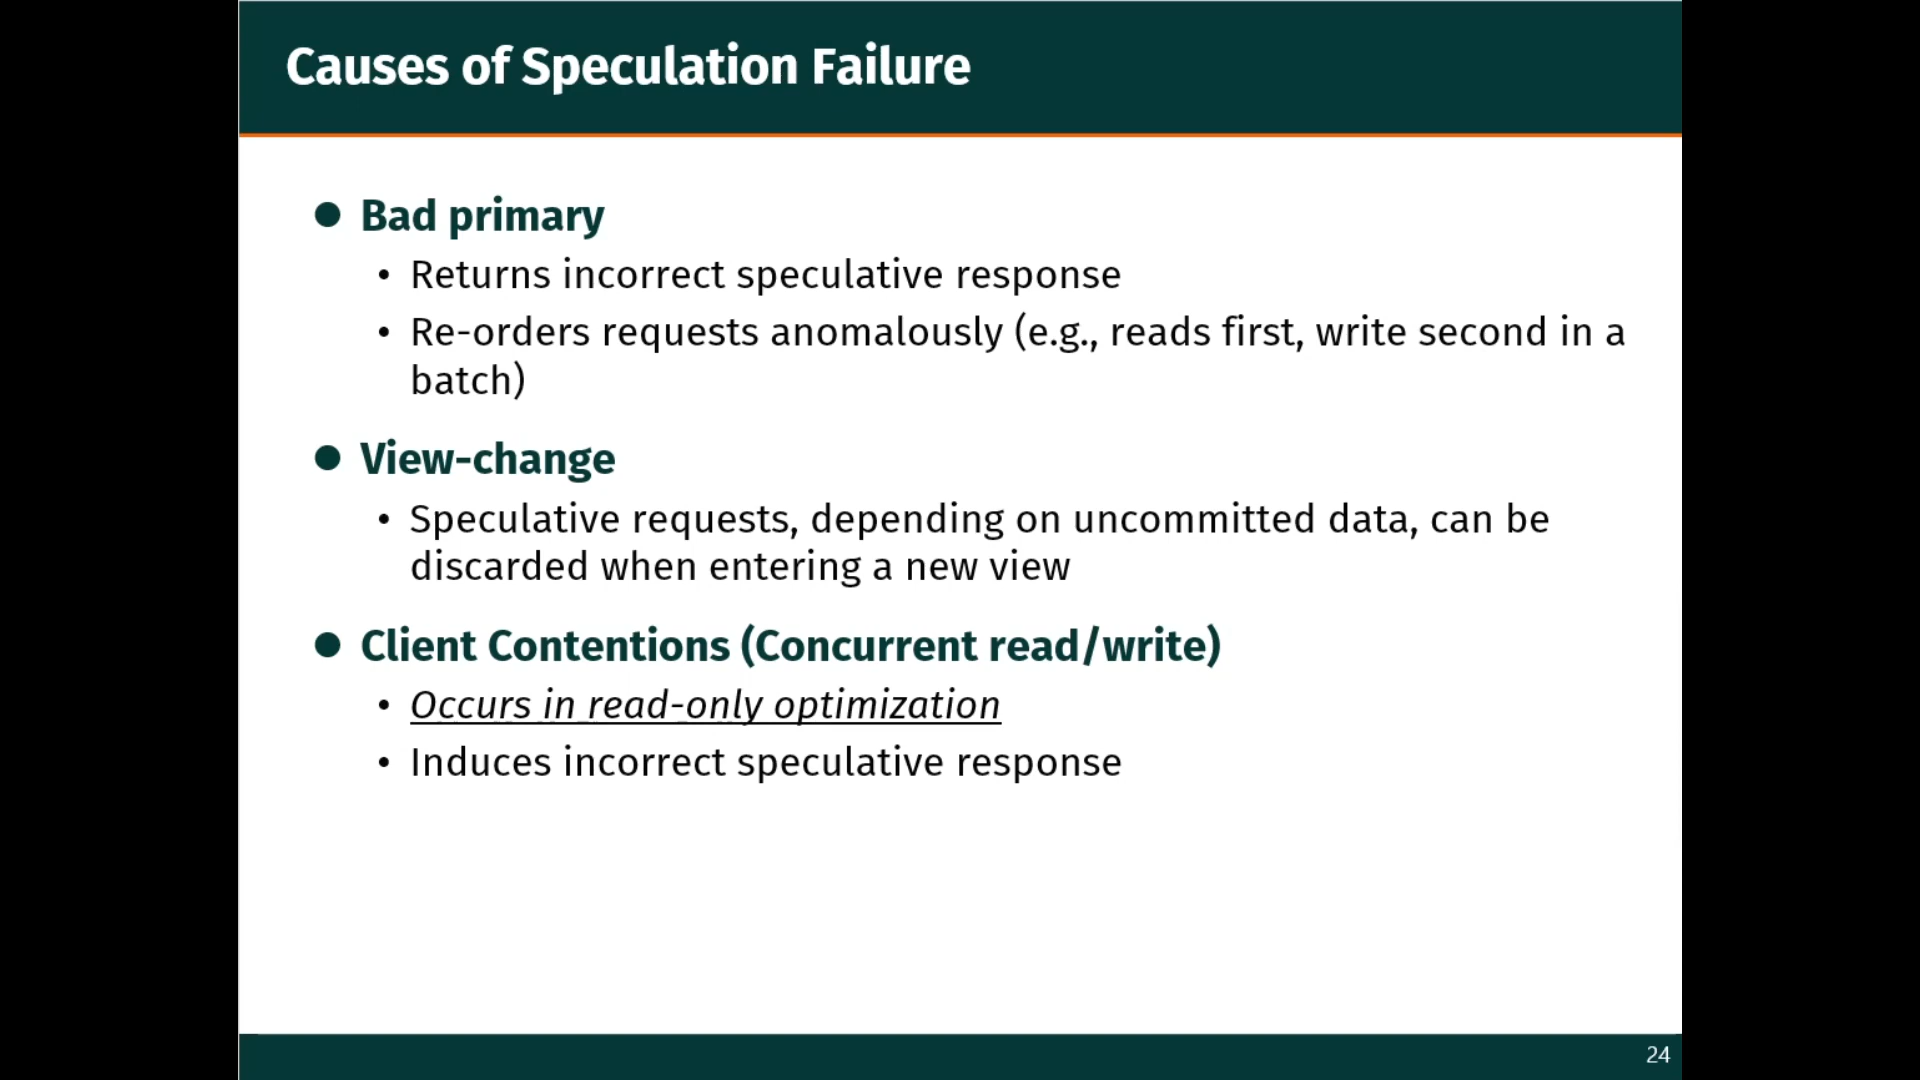 Causes of Speculation Failure
● Bad primary
• Returns incorrect speculative response
• Re-orders requests anomalously (e.g., reads first, write second in a
batch)
● View-change
• Speculative requests, depending on uncommitted data, can be
discarded when entering a new view
● Client Contentions (Concurrent read/write)
• Occurs in read-only optimization
• Induces incorrect speculative response
24